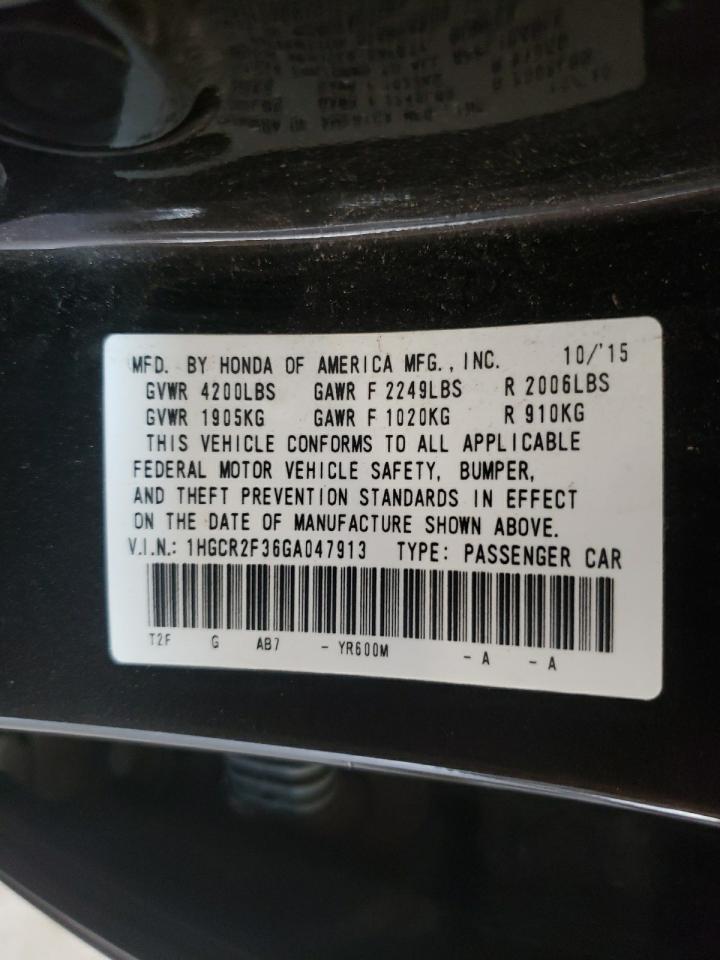 MFD. BY HONDA OF AMERICA MFG., INC. 10/'15
GVWR 4200LBS GAWR F 2249LBS R 2006LBS
GVWR 1905KG GAWR F 1020KG R 910KG
THIS VEHICLE CONFORMS TO ALL APPLICABLE
FEDERAL MOTOR VEHICLE SAFETY, BUMPER,
AND THEFT PREVENTION STANDARDS IN EFFECT
ON THE DATE OF MANUFACTURE SHOWN ABOVE.
V.I.N.: 1HGCR2F36GA047913 TYPE: PASSENGER CAR
T2F G AB7 - YR600M - A - A